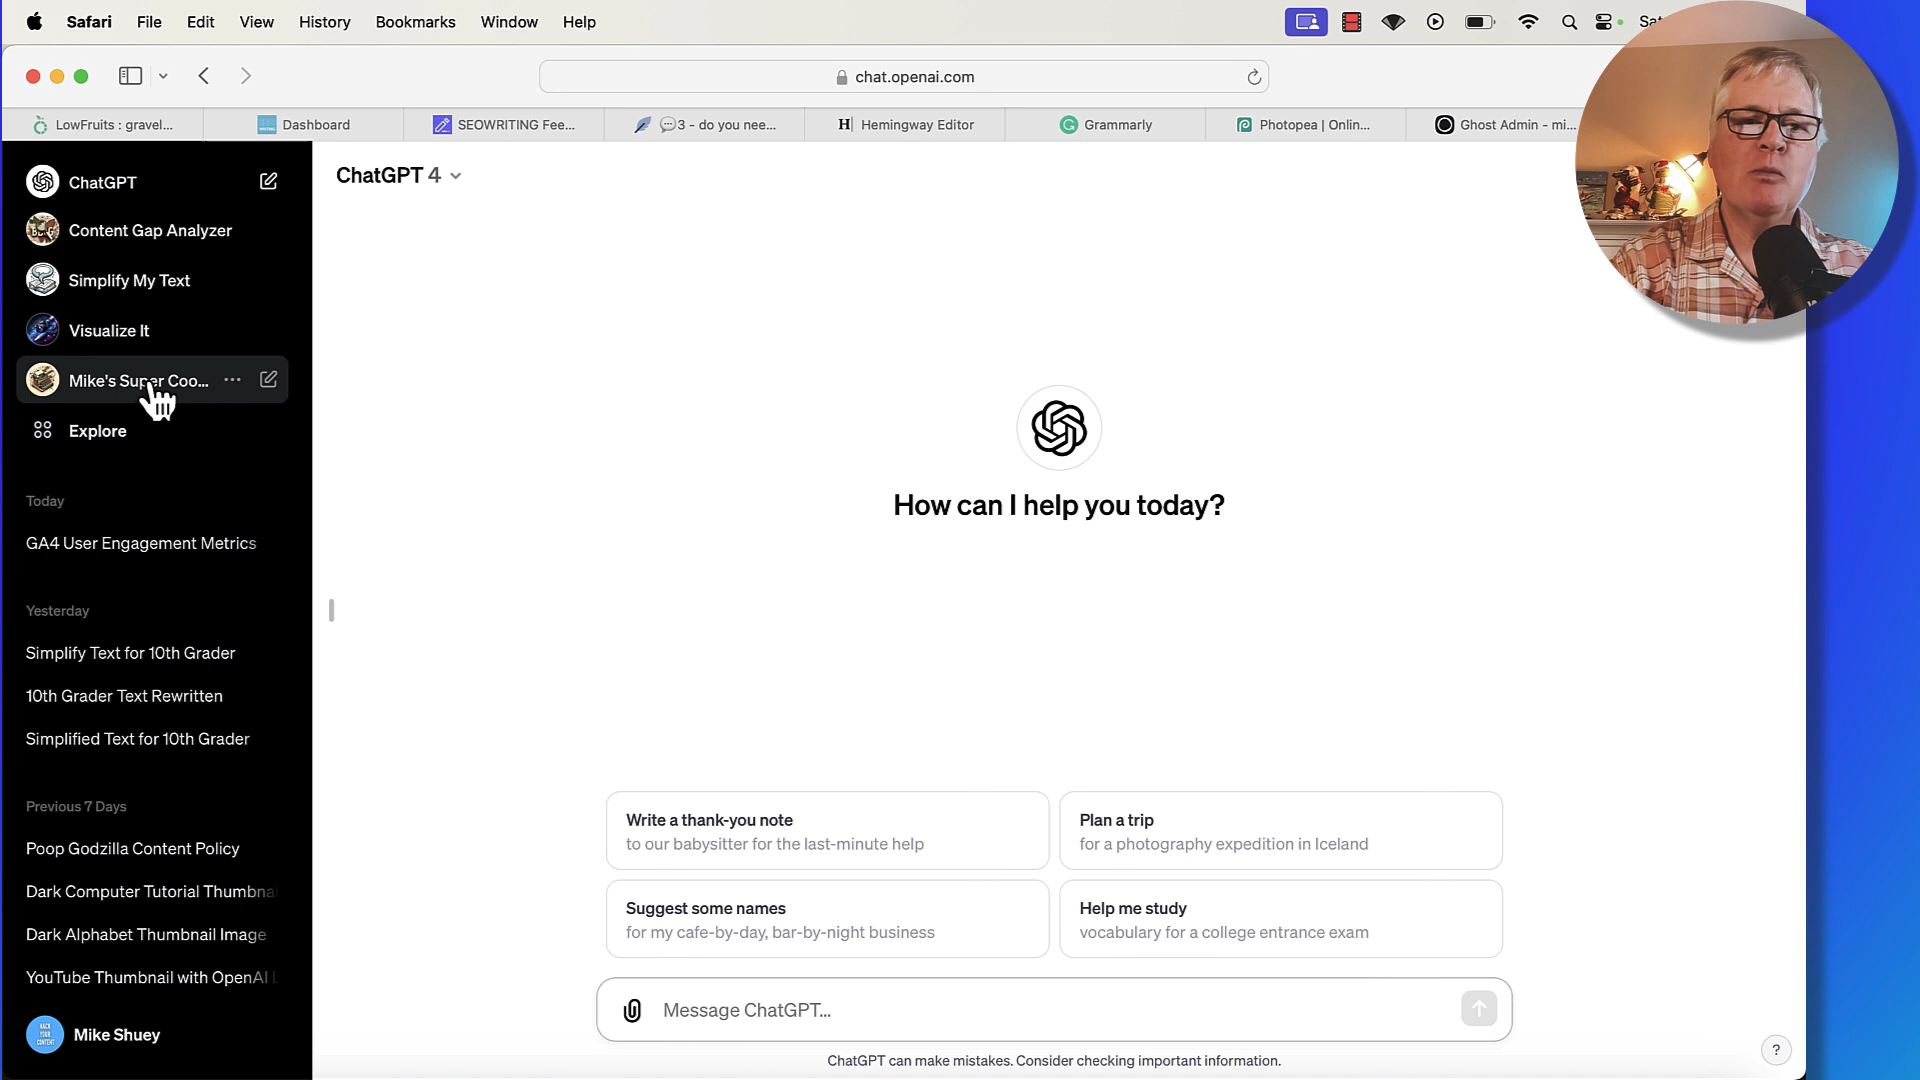 Safari File Edit View History Bookmarks Window Help
chat.openai.com
LowFruits : gravel...
Dashboard
SEOWRITING Fee...
3 - do you nee...
H Hemingway Editor
Grammarly
Photopea | Onlin...
Ghost Admin - mi...
ChatGPT
Content Gap Analyzer
Simplify My Text
Visualize It
Mike's Super Coo...
Explore
Today
GA4 User Engagement Metrics
Yesterday
Simplify Text for 10th Grader
10th Grader Text Rewritten
Simplified Text for 10th Grader
Previous 7 Days
Poop Godzilla Content Policy
Dark Computer Tutorial Thumbnai
Dark Alphabet Thumbnail Image
YouTube Thumbnail with OpenAI
Mike Shuey
ChatGPT 4
How can I help you today?
Write a thank-you note
to our babysitter for the last-minute help
Plan a trip
for a photography expedition in Iceland
Suggest some names
for my cafe-by-day, bar-by-night business
Help me study
vocabulary for a college entrance exam
Message ChatGPT...
ChatGPT can make mistakes. Consider checking important information.
?